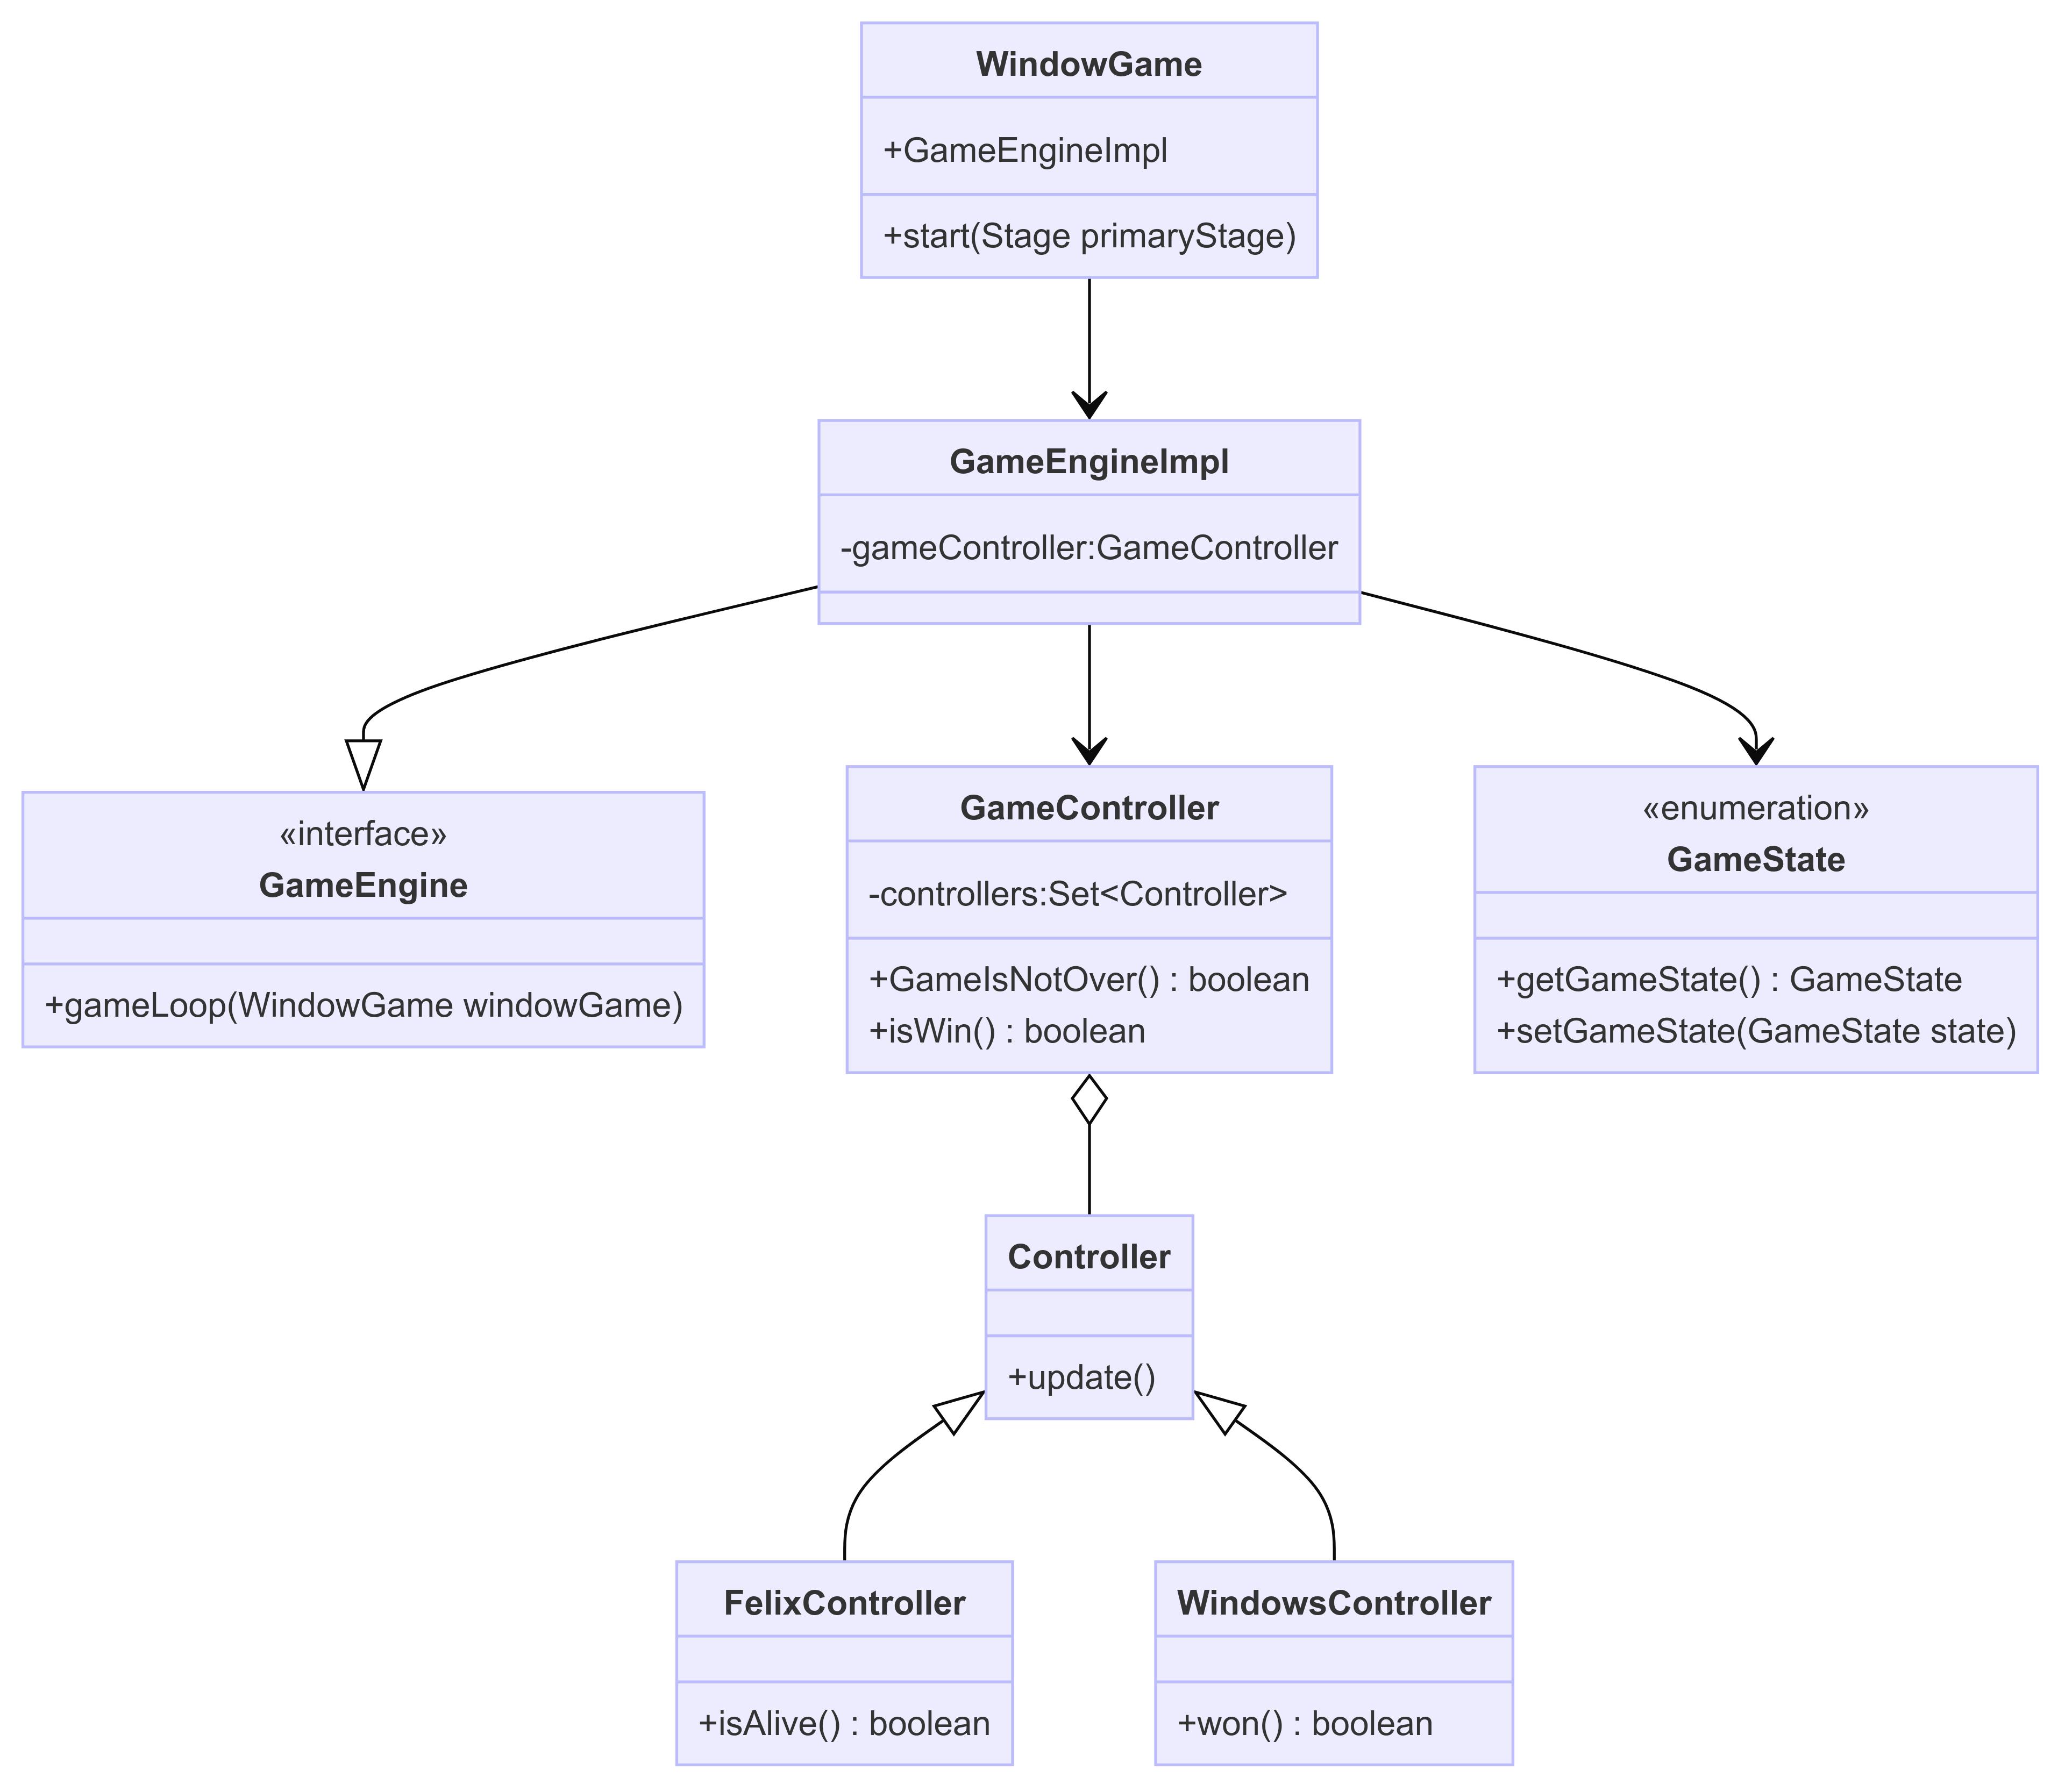 WindowGame
+GameEngineImpl
+start(Stage primaryStage)
GameEngineImpl
-gameController:GameController
«interface»
GameEngine
+gameLoop(WindowGame windowGame)
GameController
-controllers:Set<Controller>
+GameIsNotOver() : boolean
+isWin() : boolean
«enumeration»
GameState
+getGameState() : GameState
+setGameState(GameState state)
Controller
+update()
FelixController
+isAlive() : boolean
WindowsController
+won() : boolean